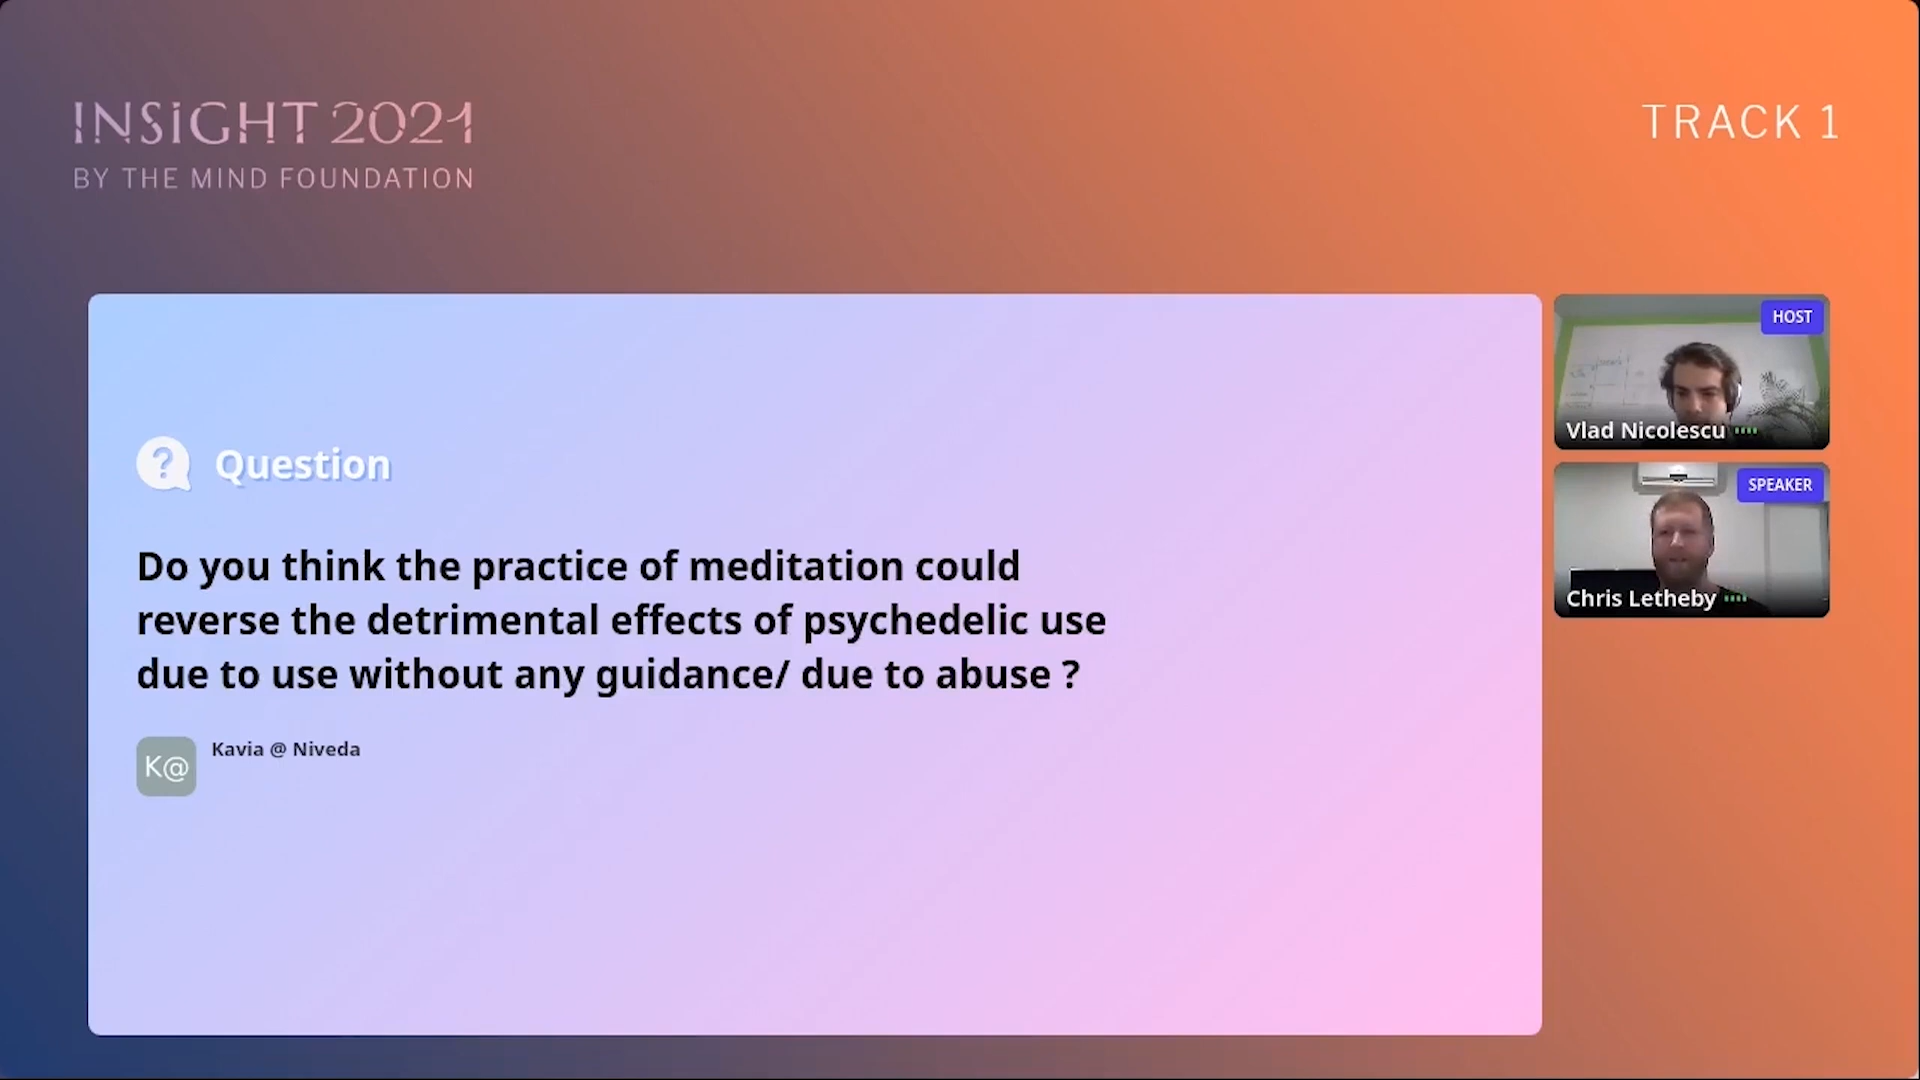 INSIGHT 2021
BY THE MIND FOUNDATION
TRACK 1
Question
Do you think the practice of meditation could
reverse the detrimental effects of psychedelic use
due to use without any guidance/ due to abuse ?
K@
Kavia @ Niveda
HOST
Vlad Nicolescu
SPEAKER
Chris Letheby